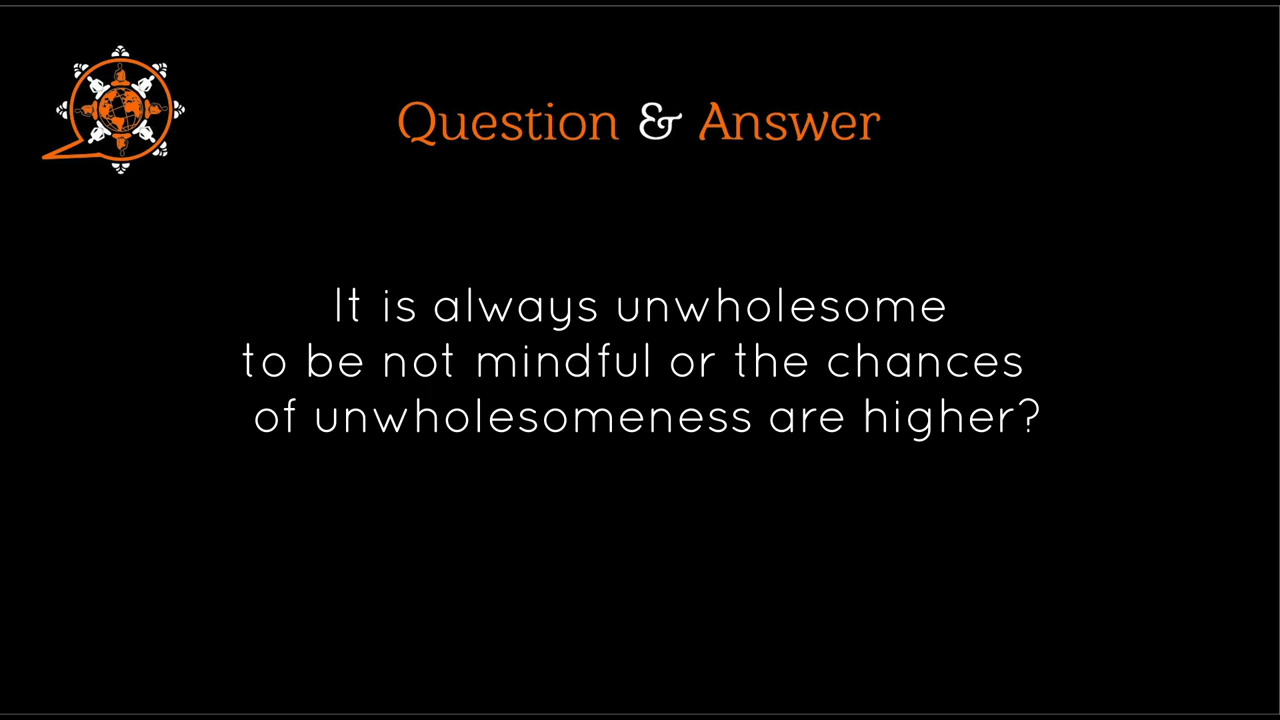 Question & Answer
It is always unwholesome
to be not mindful or the chances
of unwholesomeness are higher?